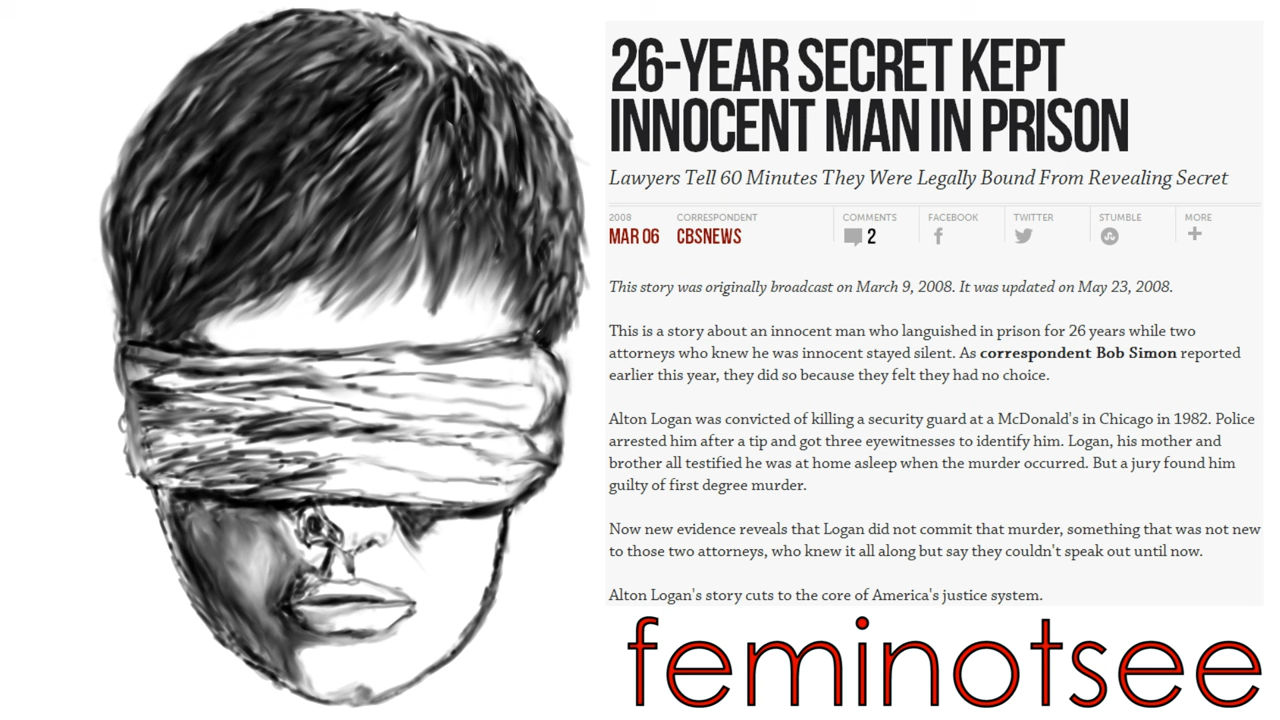 26-YEAR SECRET KEPT
INNOCENT MAN IN PRISON
Lawyers Tell 60 Minutes They Were Legally Bound From Revealing Secret
2008 CORRESPONDENT COMMENTS FACEBOOK TWITTER STUMBLE MORE
MAR 06 CBSNEWS 2
This story was originally broadcast on March 9, 2008. It was updated on May 23, 2008.
This is a story about an innocent man who languished in prison for 26 years while two
attorneys who knew he was innocent stayed silent. As correspondent Bob Simon reported
earlier this year, they did so because they felt they had no choice.
Alton Logan was convicted of killing a security guard at a McDonald's in Chicago in 1982. Police
arrested him after a tip and got three eyewitnesses to identify him. Logan, his mother and
brother all testified he was at home asleep when the murder occurred. But a jury found him
guilty of first degree murder.
Now new evidence reveals that Logan did not commit that murder, something that was not new
to those two attorneys, who knew it all along but say they couldn't speak out until now.
Alton Logan's story cuts to the core of America's justice system.
feminotsee